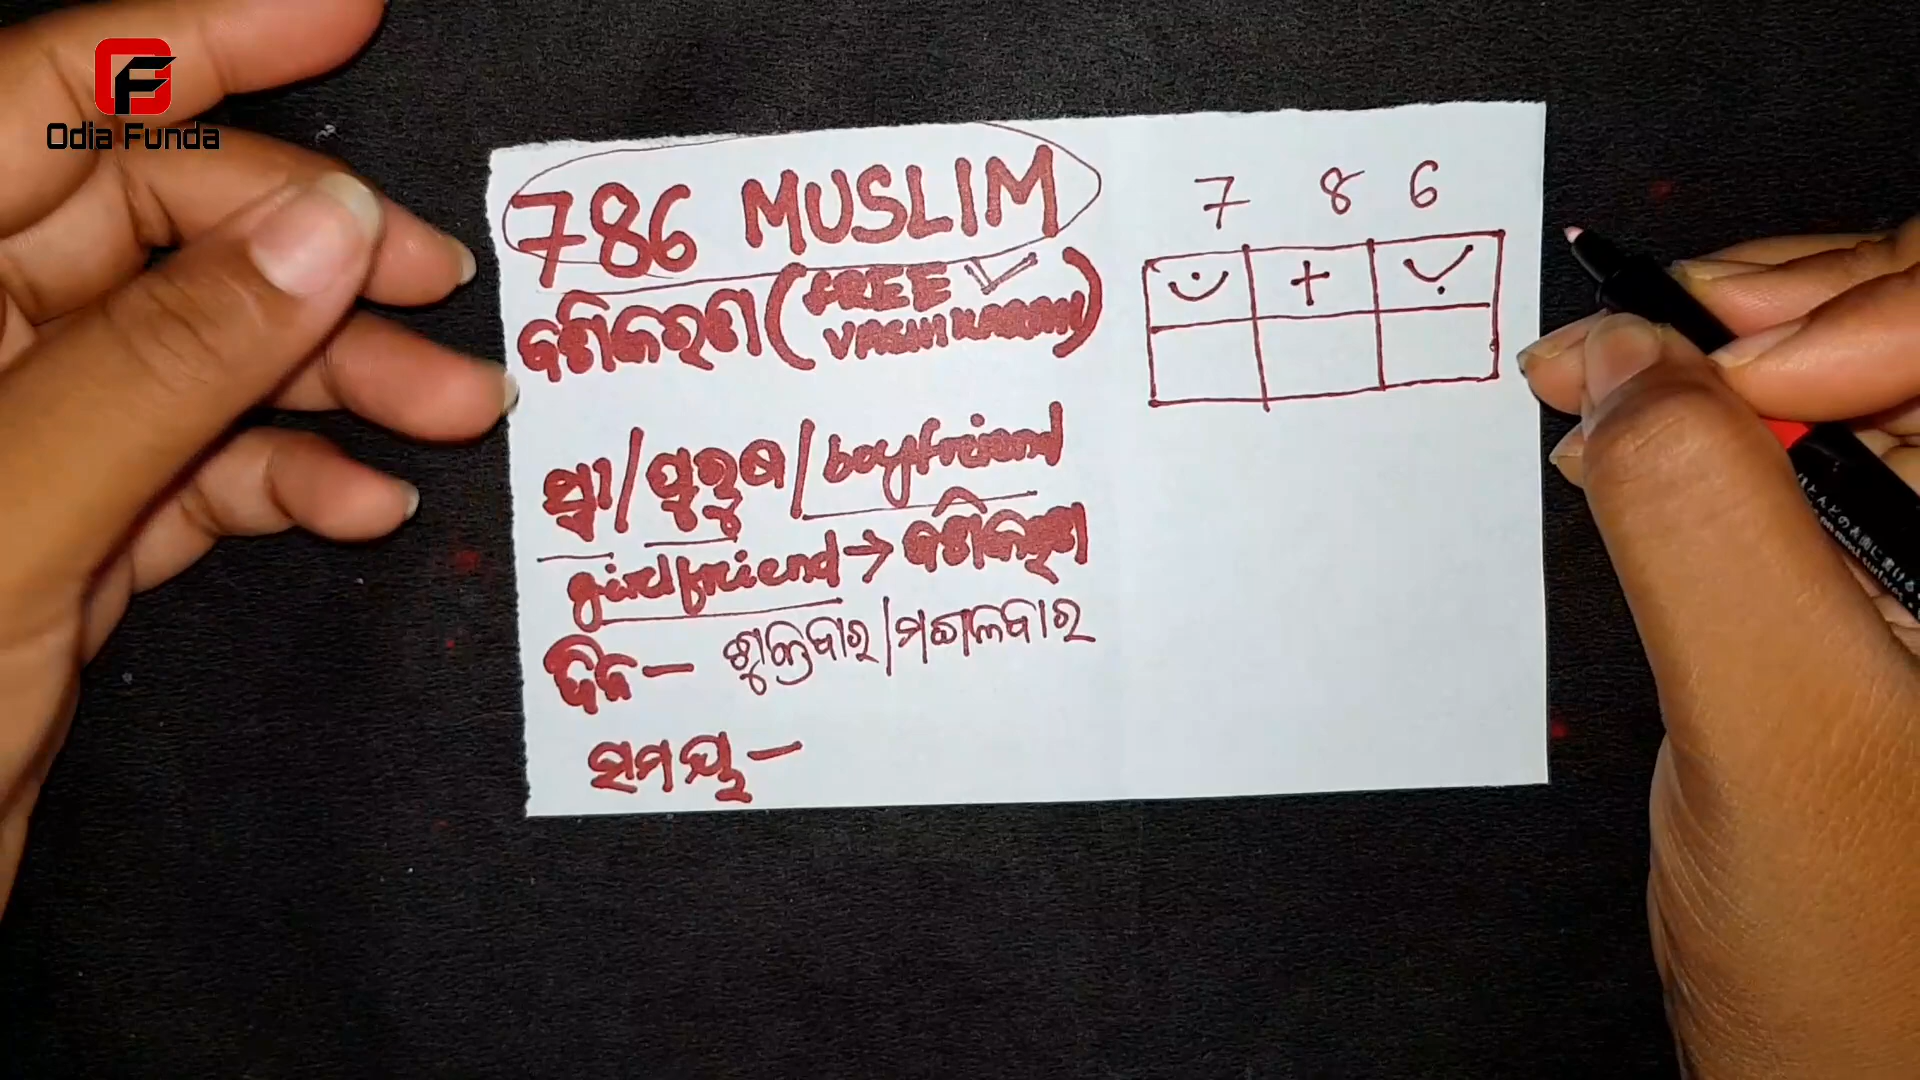 Odia Funda
786 MUSLIM
ବଶିକରଣ (FREE
VASHIKARAN)
ସ୍ତ୍ରୀ/ପୁରୁଷ/boyfriend
girlfriend → ବଶିକରଣ
ଦିନ- ଶୁକ୍ରବାର/ମଙ୍ଗଳବାର
ସମୟ-
7 8 6
+